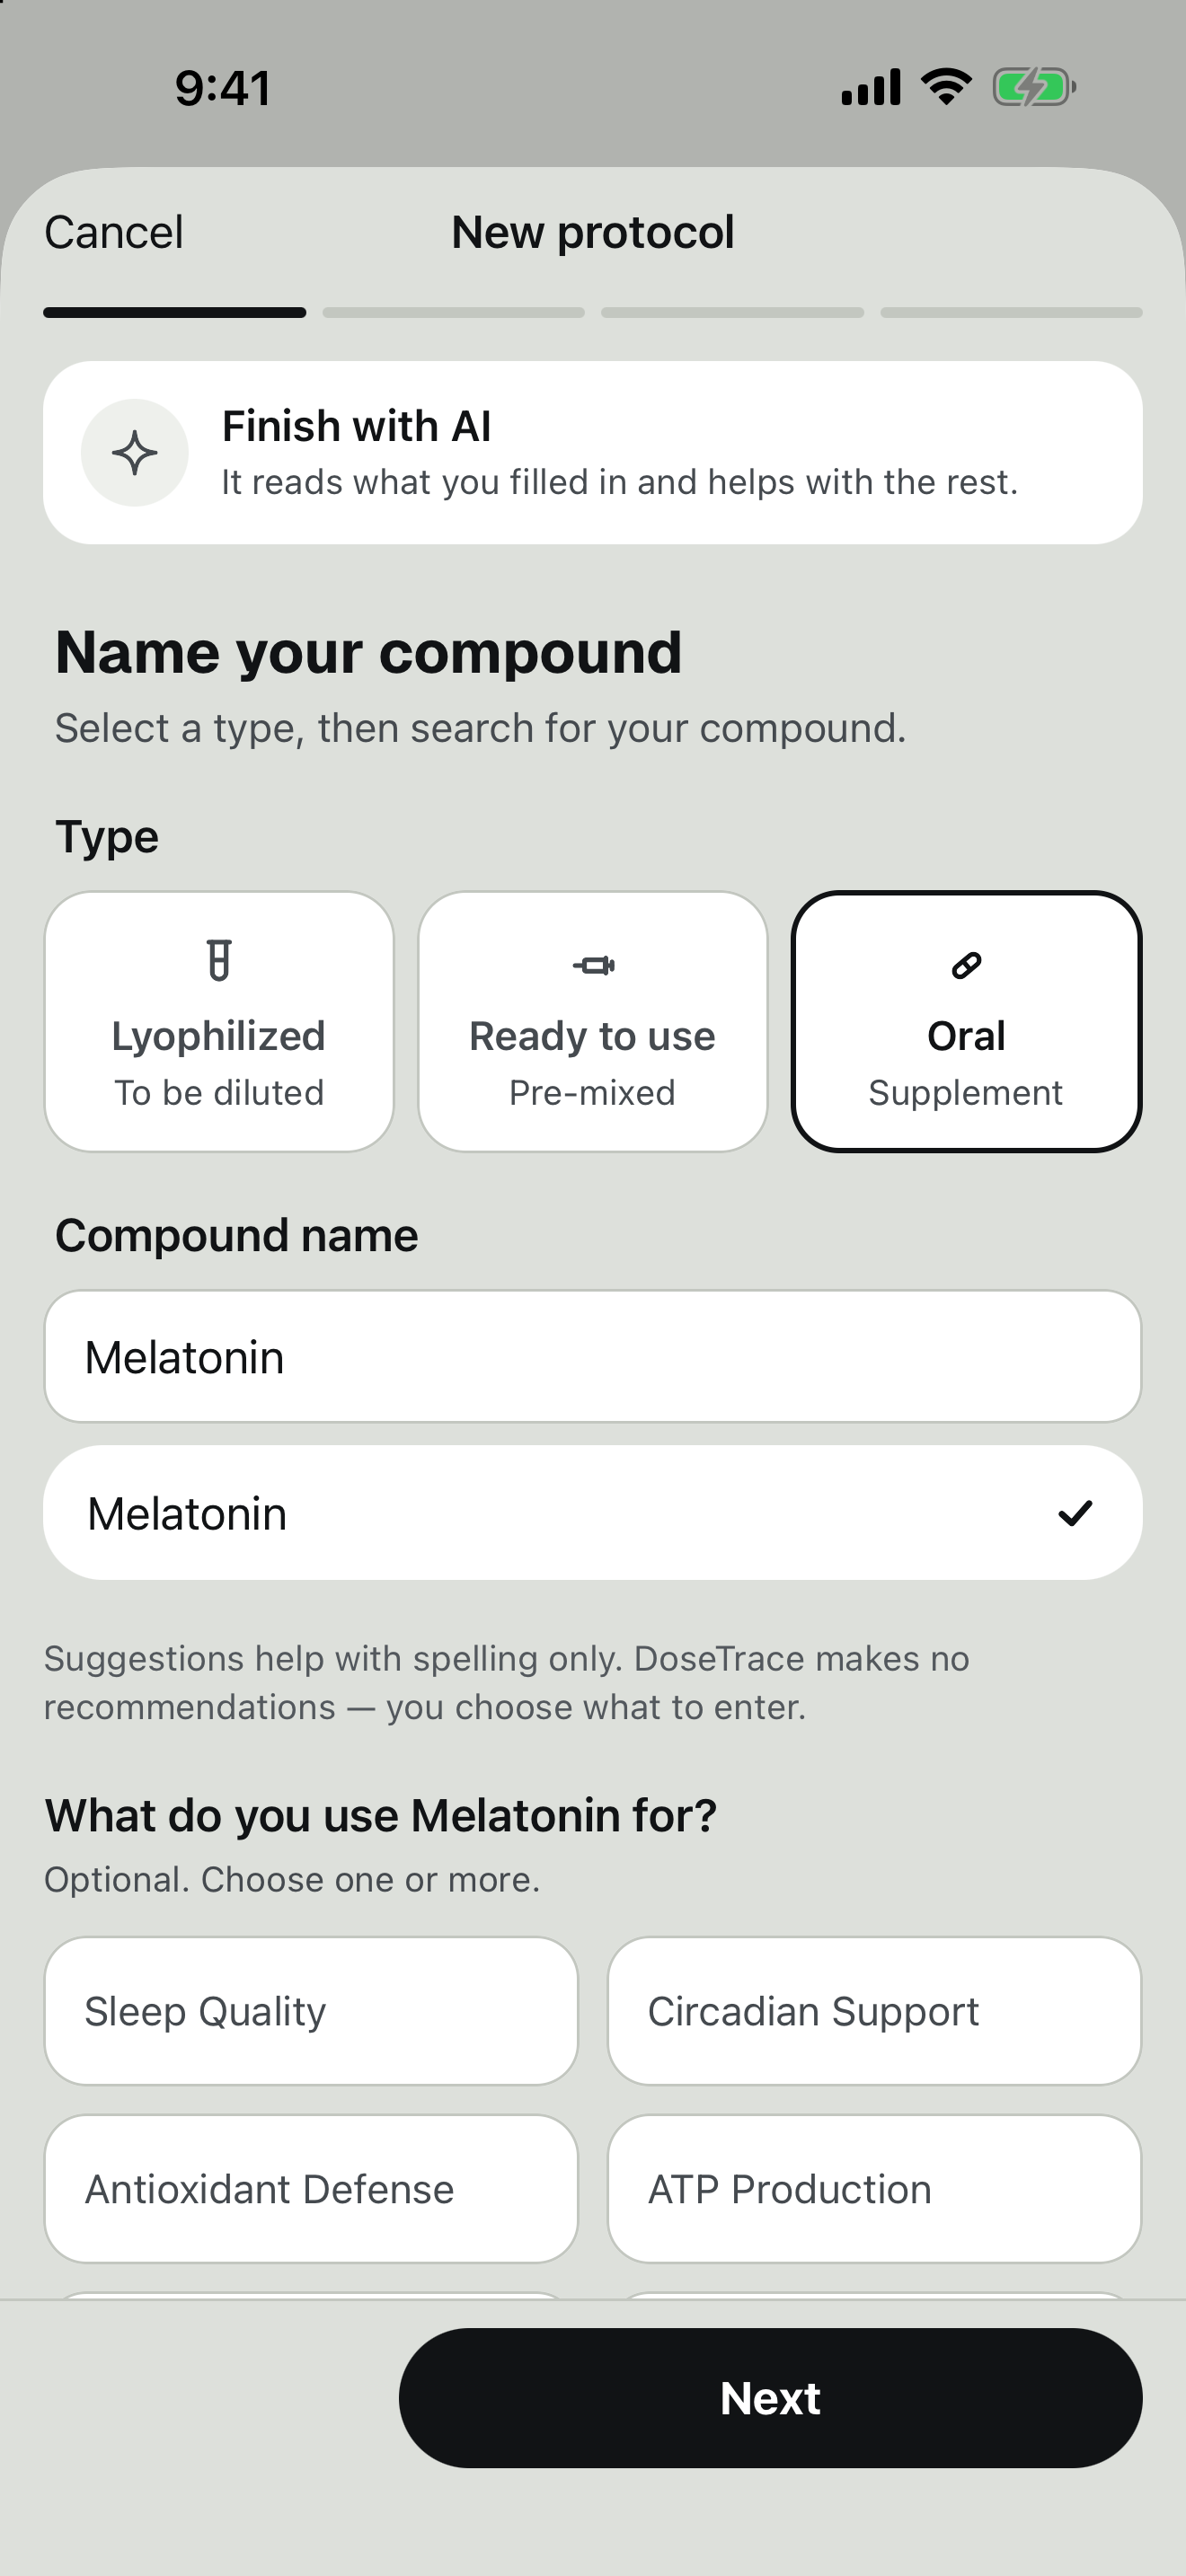 9:41
Cancel
New protocol
Finish with AI
It reads what you filled in and helps with the rest.
Name your compound
Select a type, then search for your compound.
Type
Lyophilized
To be diluted
Ready to use
Pre-mixed
Oral
Supplement
Compound name
Melatonin
Melatonin
Suggestions help with spelling only. DoseTrace makes no
recommendations — you choose what to enter.
What do you use Melatonin for?
Optional. Choose one or more.
Sleep Quality
Circadian Support
Antioxidant Defense
ATP Production
Next